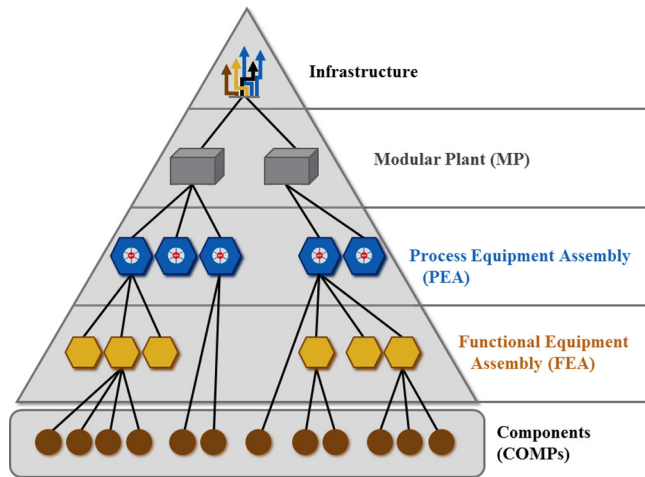 Infrastructure
Modular Plant (MP)
Process Equipment Assembly
(PEA)
Functional Equipment
Assembly (FEA)
Components
(COMPs)